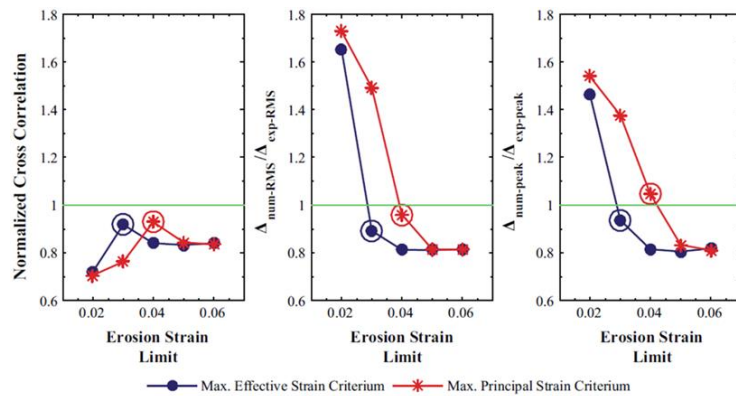 Normalized Cross Correlation
1.8
1.6
1.4
1.2
1
0.8
0.6
0.02 0.04 0.06
Erosion Strain
Limit
Δnum-RMS/Δexp-RMS
1.8
1.6
1.4
1.2
1
0.8
0.6
0.02 0.04 0.06
Erosion Strain
Limit
Δnum-peak/Δexp-peak
1.8
1.6
1.4
1.2
1
0.8
0.6
0.02 0.04 0.06
Erosion Strain
Limit
Max. Effective Strain Criterium Max. Principal Strain Criterium